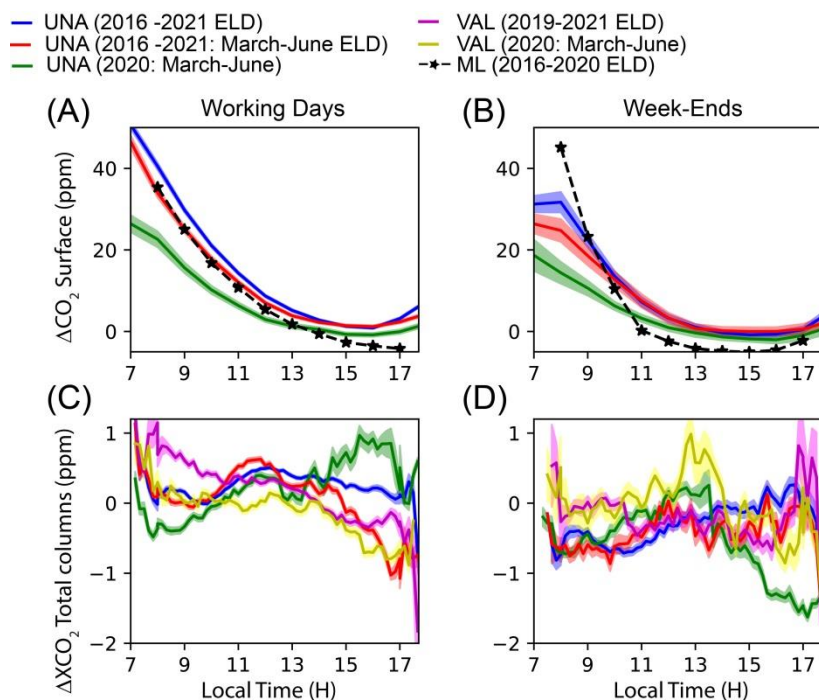 UNA (2016 -2021 ELD)
UNA (2016 -2021: March-June ELD)
UNA (2020: March-June)
VAL (2019-2021 ELD)
VAL (2020: March-June)
ML (2016-2020 ELD)
(A) Working Days
(B) Week-Ends
ΔCO₂ Surface (ppm)
40
20
0
7 9 11 13 15 17
7 9 11 13 15 17
(C)
(D)
ΔXCO₂ Total columns (ppm)
1
0
−1
−2
1
0
−1
−2
7 9 11 13 15 17
7 9 11 13 15 17
Local Time (H)
Local Time (H)